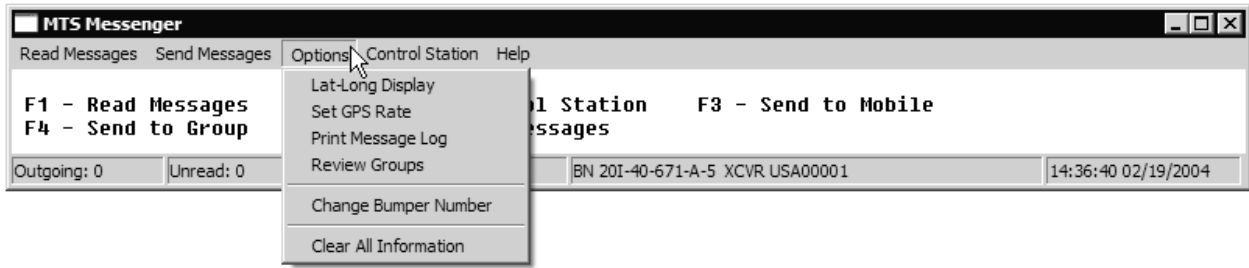 MTS Messenger
Read Messages Send Messages Options Control Station Help
F1 - Read Messages l Station F3 - Send to Mobile
F4 - Send to Group essages
Outgoing: 0 Unread: 0 BN 20I-40-671-A-5 XCVR USA00001 14:36:40 02/19/2004
Lat-Long Display
Set GPS Rate
Print Message Log
Review Groups
Change Bumper Number
Clear All Information